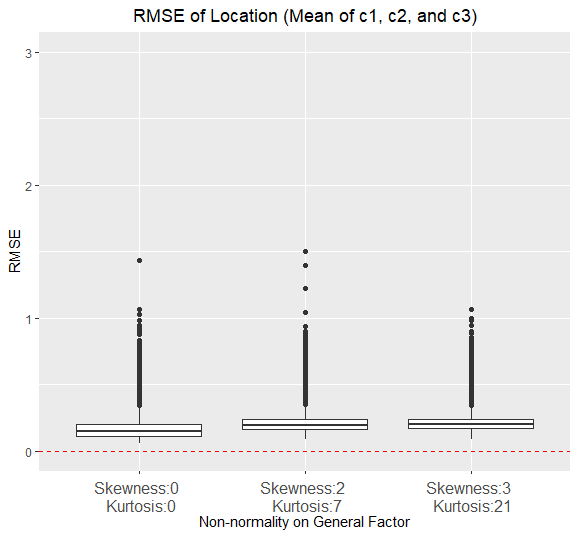 RMSE of Location (Mean of c1, c2, and c3)
3
2
1
0
RMSE
Skewness:0 Skewness:2 Skewness:3
Kurtosis:0 Kurtosis:7 Kurtosis:21
Non-normality on General Factor